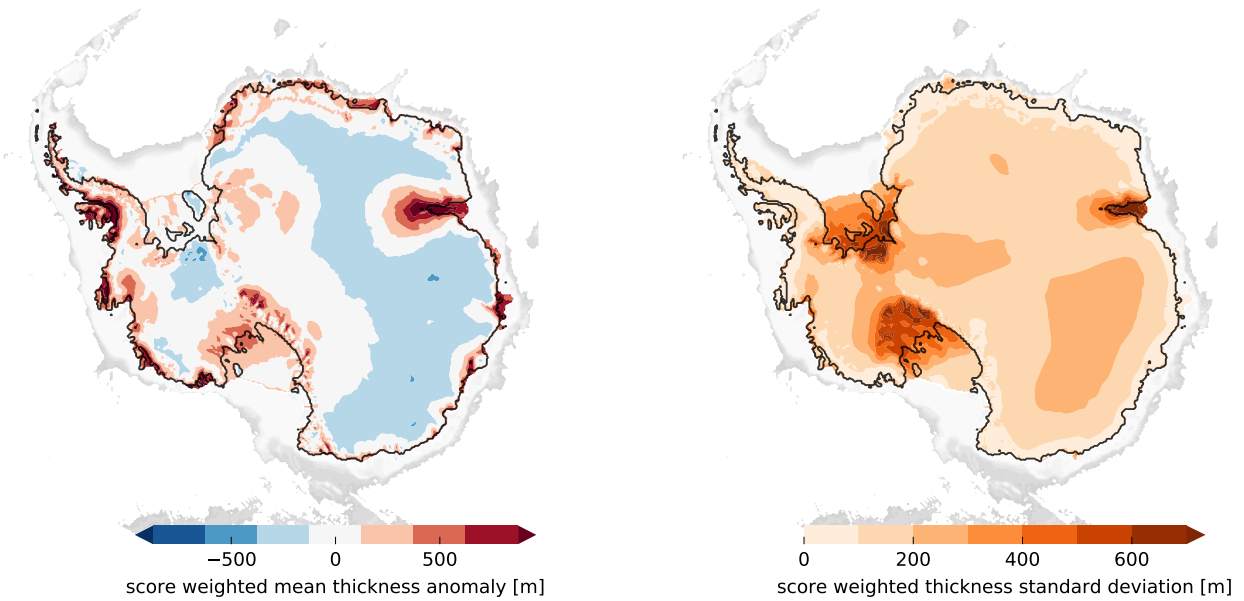 −500 0 500
score weighted mean thickness anomaly [m]
0 200 400 600
score weighted thickness standard deviation [m]